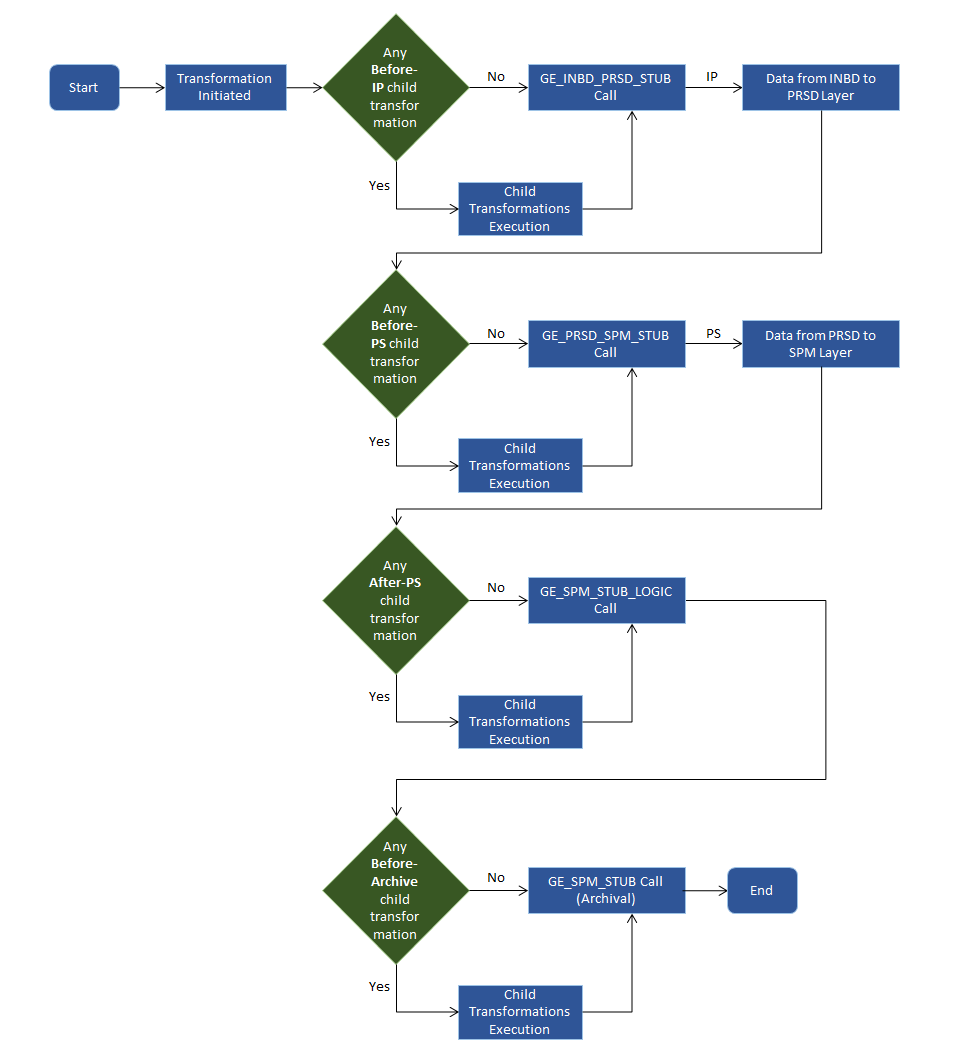 Start
Transformation
Initiated
Any
Before-
IP child
transfor
mation
No
GE_INBD_PRSD_STUB
Call
IP
Data from INBD to
PRSD Layer
Yes
Child
Transformations
Execution
Any
Before-
PS child
transfor
mation
No
GE_PRSD_SPM_STUB
Call
PS
Data from PRSD to
SPM Layer
Yes
Child
Transformations
Execution
Any
After-PS
child
transfor
mation
No
GE_SPM_STUB_LOGIC
Call
Yes
Child
Transformations
Execution
Any
Before-
Archive
child
transfor
mation
No
GE_SPM_STUB Call
(Archival)
End
Yes
Child
Transformations
Execution